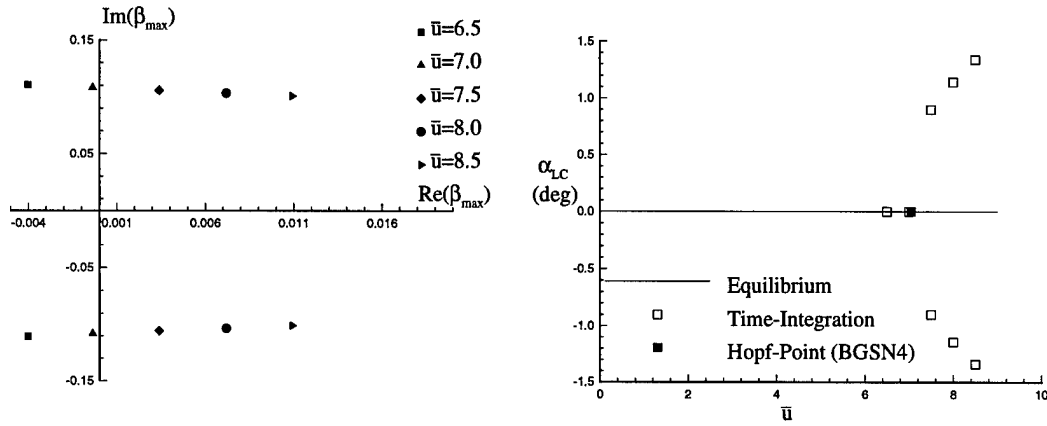 Im(β_max)
0.15
0.05
-0.05
-0.15
-0.004
0.001
0.006
0.011
0.016
Re(β_max)
ū=6.5
ū=7.0
ū=7.5
ū=8.0
ū=8.5
1.5
1.0
0.5
0.0
-0.5
-1.0
-1.5
α_LC
(deg)
Equilibrium
Time-Integration
Hopf-Point (BGSN4)
0
2
4
6
8
10
ū